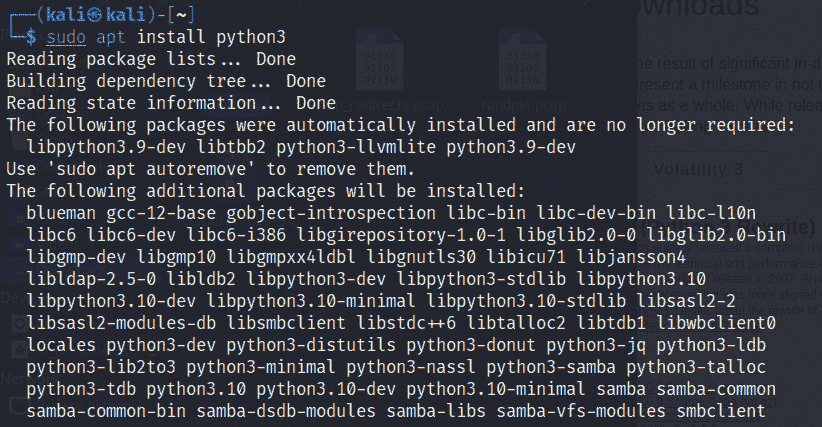 ┌──(kali㉿kali)-[~]
└─$ sudo apt install python3
Reading package lists... Done
Building dependency tree... Done
Reading state information... Done
The following packages were automatically installed and are no longer required:
libpython3.9-dev libtbb2 python3-llvmlite python3.9-dev
Use 'sudo apt autoremove' to remove them.
The following additional packages will be installed:
blueman gcc-12-base gobject-introspection libc-bin libc-dev-bin libc-l10n
libc6 libc6-dev libc6-i386 libgirepository-1.0-1 libglib2.0-0 libglib2.0-bin
libgmp-dev libgmp10 libgmpxx4ldbl libgnutls30 libicu71 libjansson4
libldap-2.5-0 libldb2 libpython3-dev libpython3-stdlib libpython3.10
libpython3.10-dev libpython3.10-minimal libpython3.10-stdlib libsasl2-2
libsasl2-modules-db libsmbclient libstdc++6 libtalloc2 libtdb1 libwbclient0
locales python3-dev python3-distutils python3-donut python3-jq python3-ldb
python3-lib2to3 python3-minimal python3-nassl python3-samba python3-talloc
python3-tdb python3.10 python3.10-dev python3.10-minimal samba samba-common
samba-common-bin samba-dsdb-modules samba-libs samba-vfs-modules smbclient
ownloads
Volatility 3